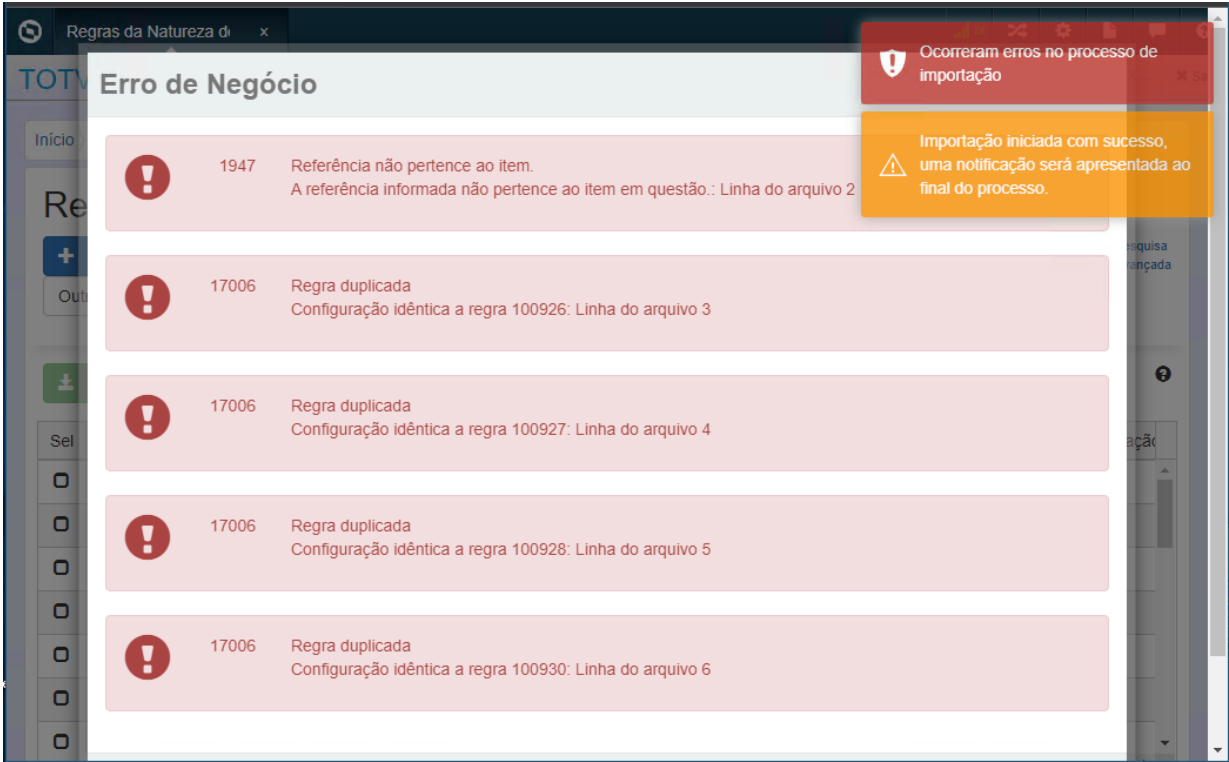 Regras da Natureza de x
TOTV
Erro de Negócio
Ocorreram erros no processo de
importação
Importação iniciada com sucesso,
uma notificação será apresentada ao
final do processo.
Início
Re
1947 Referência não pertence ao item.
A referência informada não pertence ao item em questão.: Linha do arquivo 2
+
Out
17006 Regra duplicada
Configuração idêntica a regra 100926: Linha do arquivo 3
17006 Regra duplicada
Configuração idêntica a regra 100927: Linha do arquivo 4
Sel
17006 Regra duplicada
Configuração idêntica a regra 100928: Linha do arquivo 5
17006 Regra duplicada
Configuração idêntica a regra 100930: Linha do arquivo 6